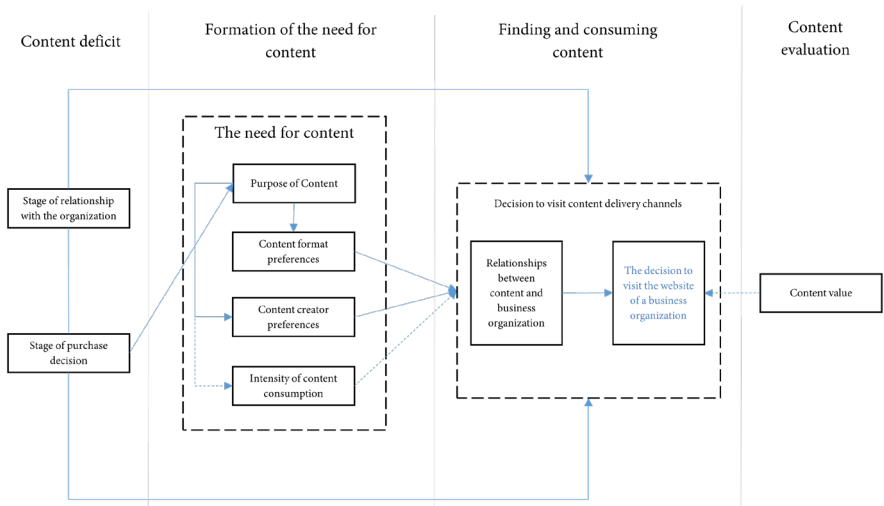 Content deficit
Formation of the need for
content
Finding and consuming
content
Content
evaluation
Stage of relationship
with the organization
Stage of purchase
decision
The need for content
Purpose of Content
Content format
preferences
Content creator
preferences
Intensity of content
consumption
Decision to visit content delivery channels
Relationships
between
content and
business
organization
The decision to
visit the website
of a business
organization
Content value